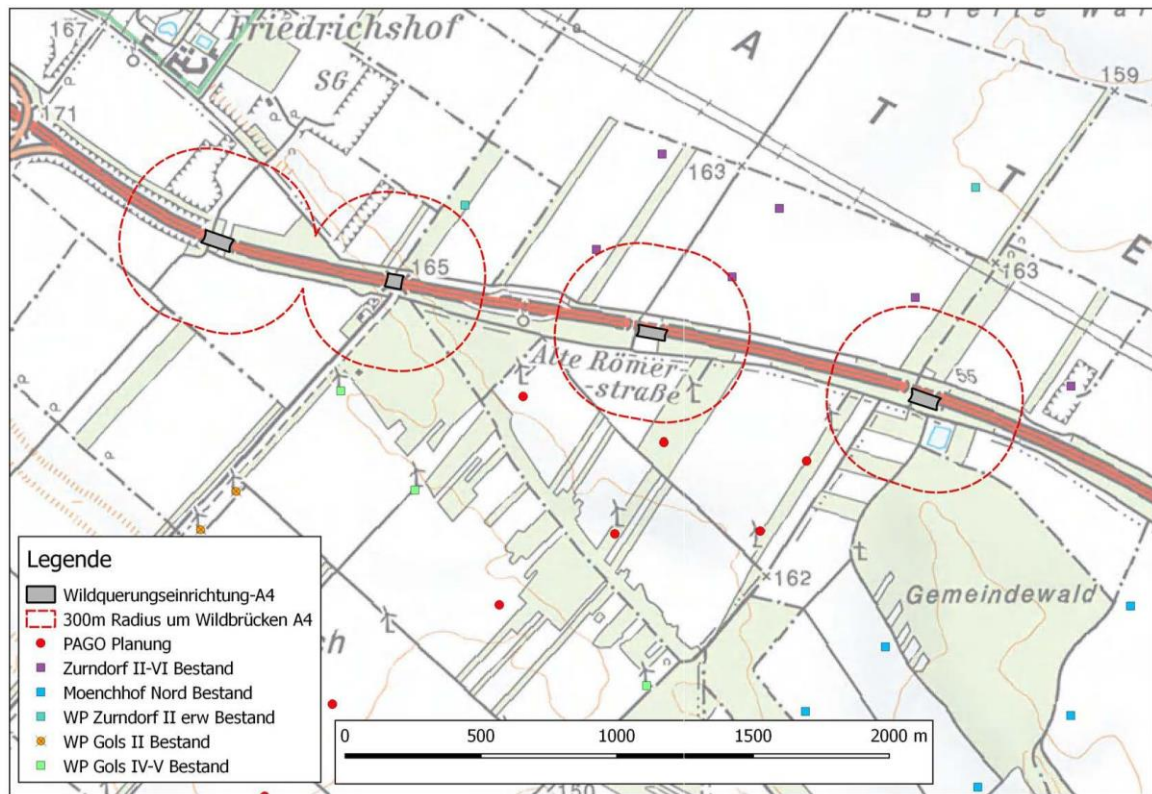 167
Friedrichshof
SG
171
A
T
T
E
159
163
163
165
Alte Römer-
-straße
55
162
Gemeindewald
150
Legende
Wildquerungseinrichtung-A4
300m Radius um Wildbrücken A4
PAGO Planung
Zurndorf II-VI Bestand
Moenchhof Nord Bestand
WP Zurndorf II erw Bestand
WP Gols II Bestand
WP Gols IV-V Bestand
0 500 1000 1500 2000 m